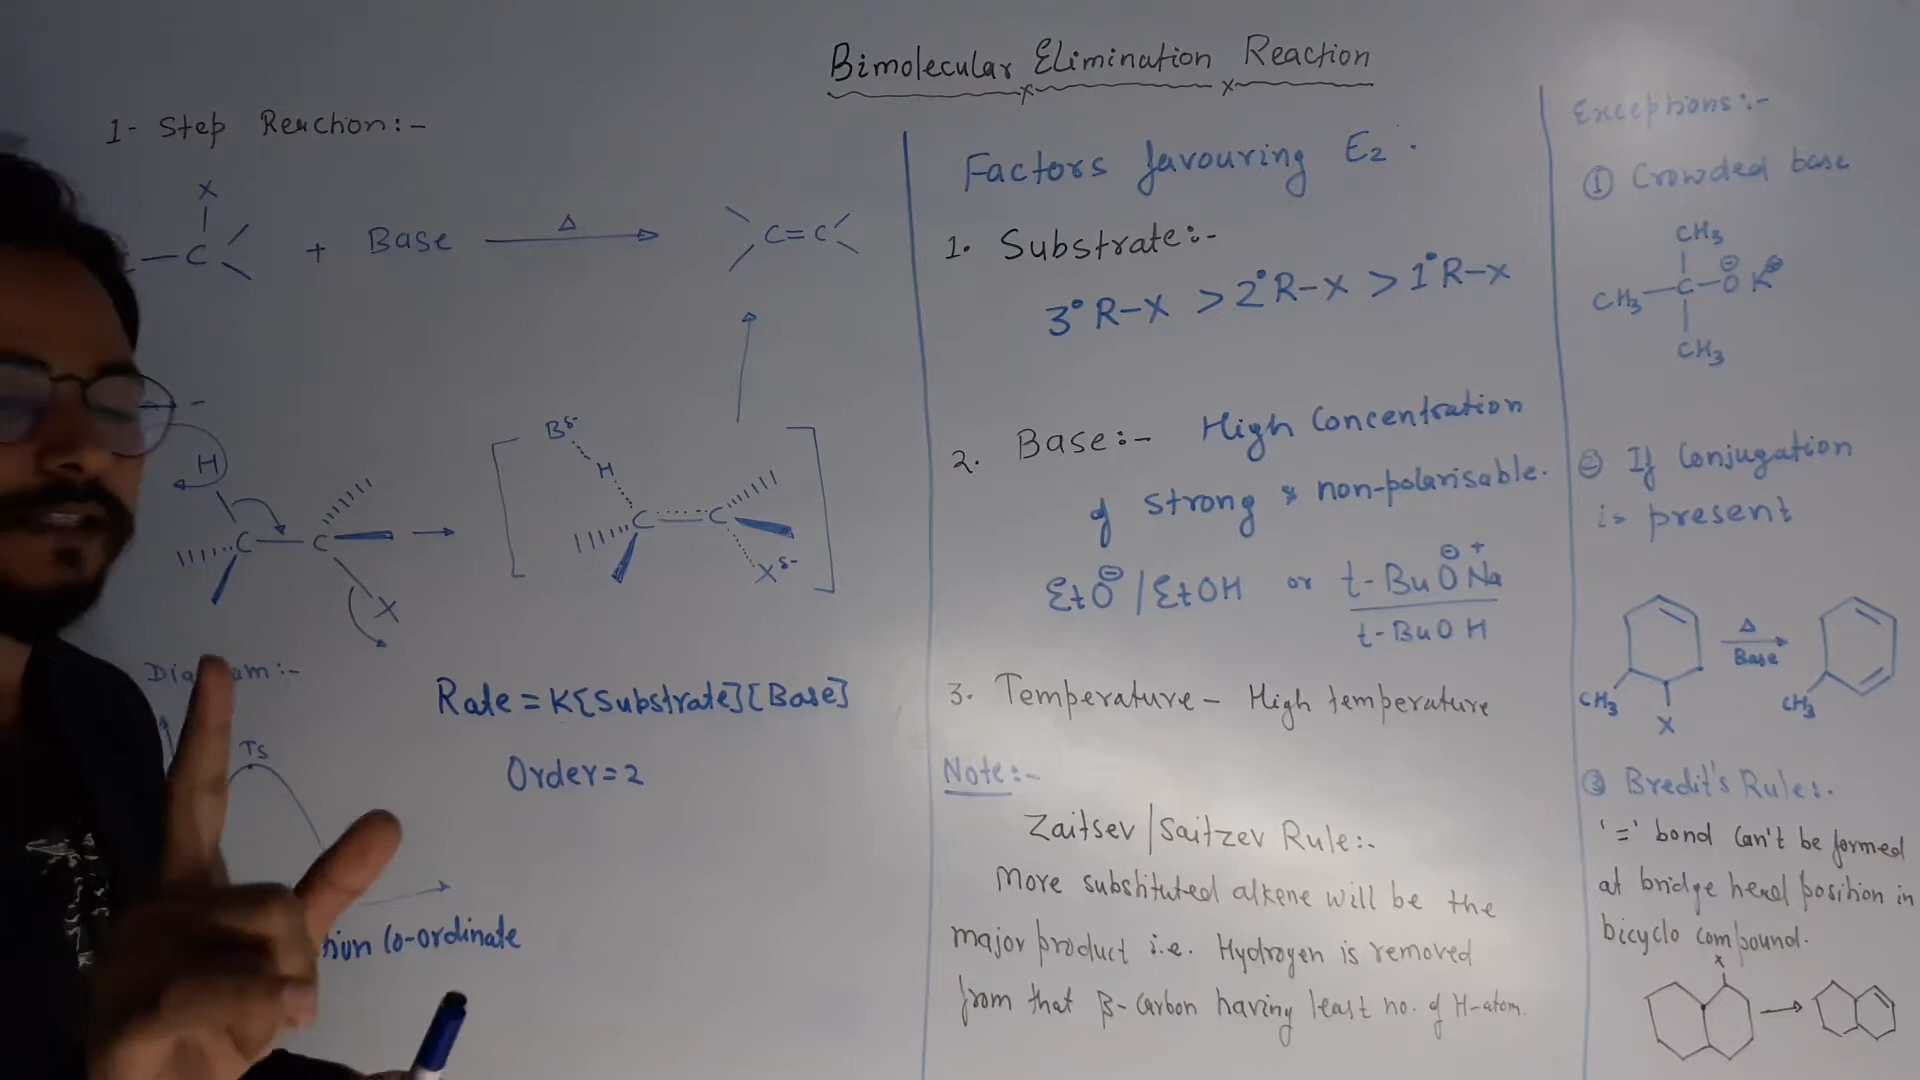 Bimolecular Elimination Reaction
1- Step Reaction:-
X
C
+ Base
Δ
C=C
H
C C
X
Bδ-
H
C C
Xδ-
Rate = K[Substrate][Base]
Order=2
TS
Co-ordinate
Factors favouring E2.
1. Substrate:-
3° R-X > 2° R-X > 1° R-X
2. Base:- High Concentration
of strong & non-polarisable.
EtO⊖ / EtOH or t-BuO⊖ Na+
t-BuOH
3. Temperature - High temperature
Note:-
Zaitsev/Saitzev Rule:-
More substituted alkene will be the
major product i.e. Hydrogen is removed
from that β-carbon having least no. of H-atom.
Exceptions:-
① Crowded base
CH3
CH3-C-O⊖ K⊕
CH3
② If Conjugation
is present
Δ
Base
CH3
X
CH3
③ Bredit's Rules.
'=' bond can't be formed
at bridge head position in
bicyclo compound.
X